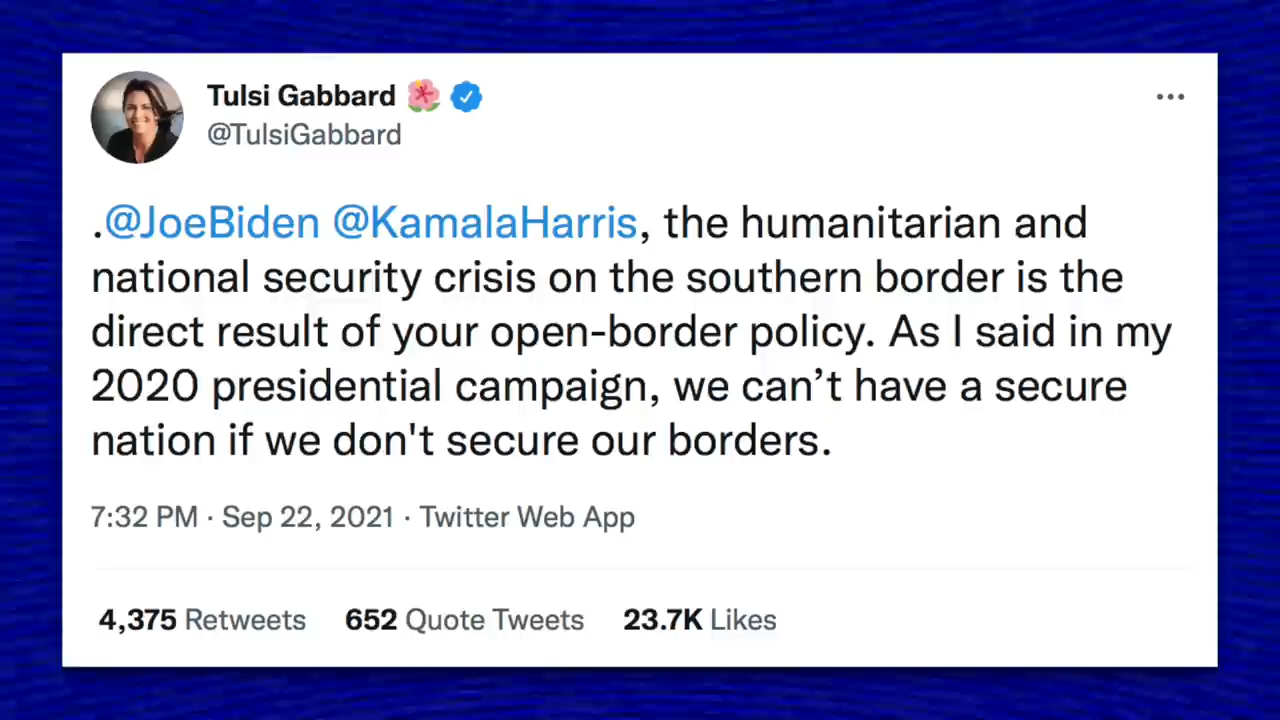 Tulsi Gabbard 🌺
@TulsiGabbard
.@JoeBiden @KamalaHarris, the humanitarian and
national security crisis on the southern border is the
direct result of your open-border policy. As I said in my
2020 presidential campaign, we can’t have a secure
nation if we don't secure our borders.
7:32 PM · Sep 22, 2021 · Twitter Web App
4,375 Retweets 652 Quote Tweets 23.7K Likes